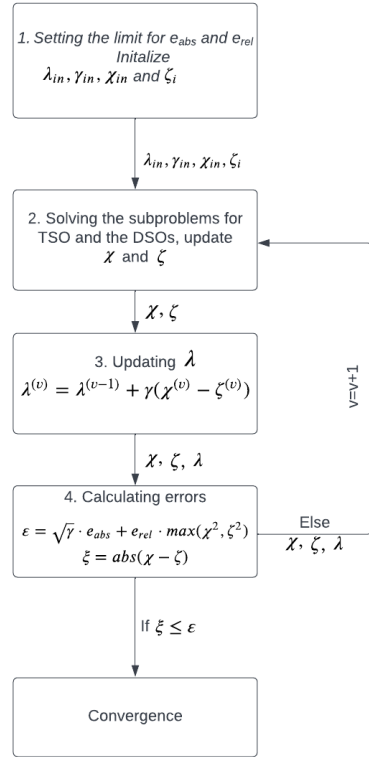 1. Setting the limit for e_abs and e_rel
Initalize
λ_in, γ_in, χ_in and ζ_i
λ_in, γ_in, χ_in, ζ_i
2. Solving the subproblems for
TSO and the DSOs, update
χ and ζ
χ, ζ
3. Updating λ
λ^(v) = λ^(v−1) + γ(χ^(v) − ζ^(v))
v=v+1
χ, ζ, λ
4. Calculating errors
ε = √γ · e_abs + e_rel · max(χ², ζ²)
ξ = abs(χ − ζ)
Else
χ, ζ, λ
If ξ ≤ ε
Convergence